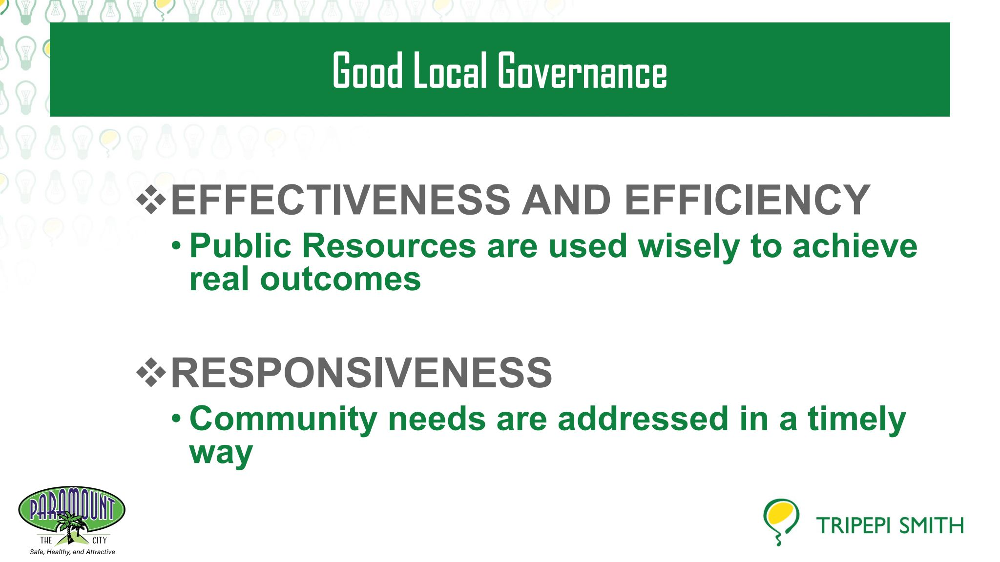 Good Local Governance
❖EFFECTIVENESS AND EFFICIENCY
• Public Resources are used wisely to achieve
real outcomes
❖RESPONSIVENESS
• Community needs are addressed in a timely
way
PARAMOUNT
THE CITY
Safe, Healthy, and Attractive
TRIPEPI SMITH